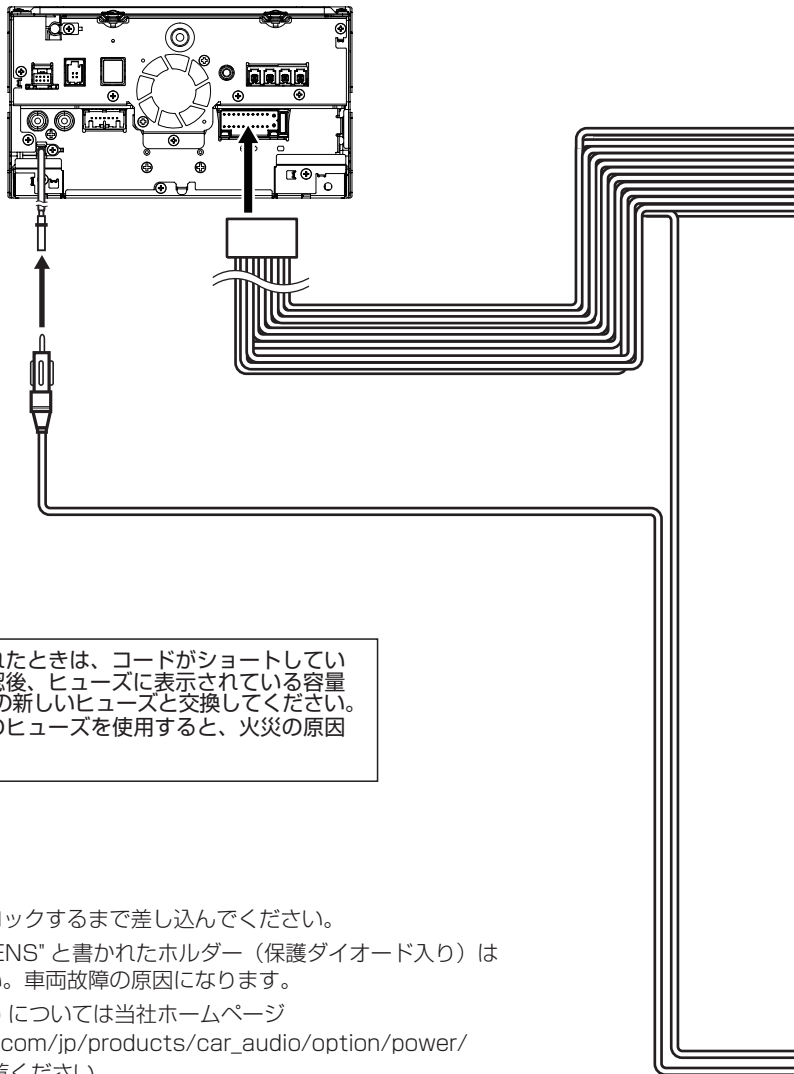 れたときは、コードがショートしてい
認後、ヒューズに表示されている容量
の新しいヒューズと交換してください。
のヒューズを使用すると、火災の原因
ロックするまで差し込んでください。
ENS" と書かれたホルダー（保護ダイオード入り）は
い。車両故障の原因になります。
については当社ホームページ
.com/jp/products/car_audio/option/power/
ください。